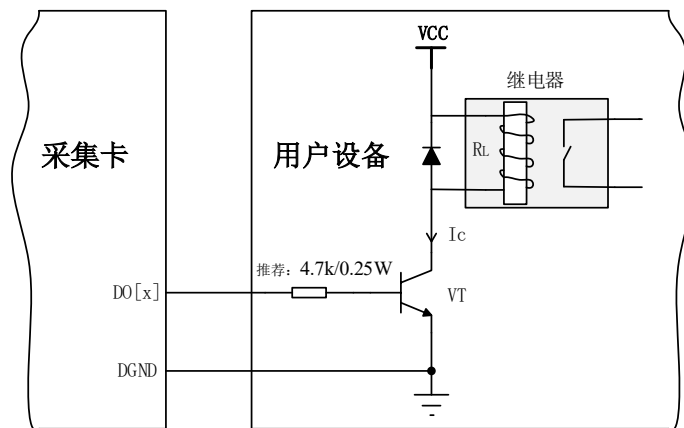 VCC
继电器
采集卡
用户设备
RL
Ic
推荐：4.7k/0.25W
DO[x]
VT
DGND